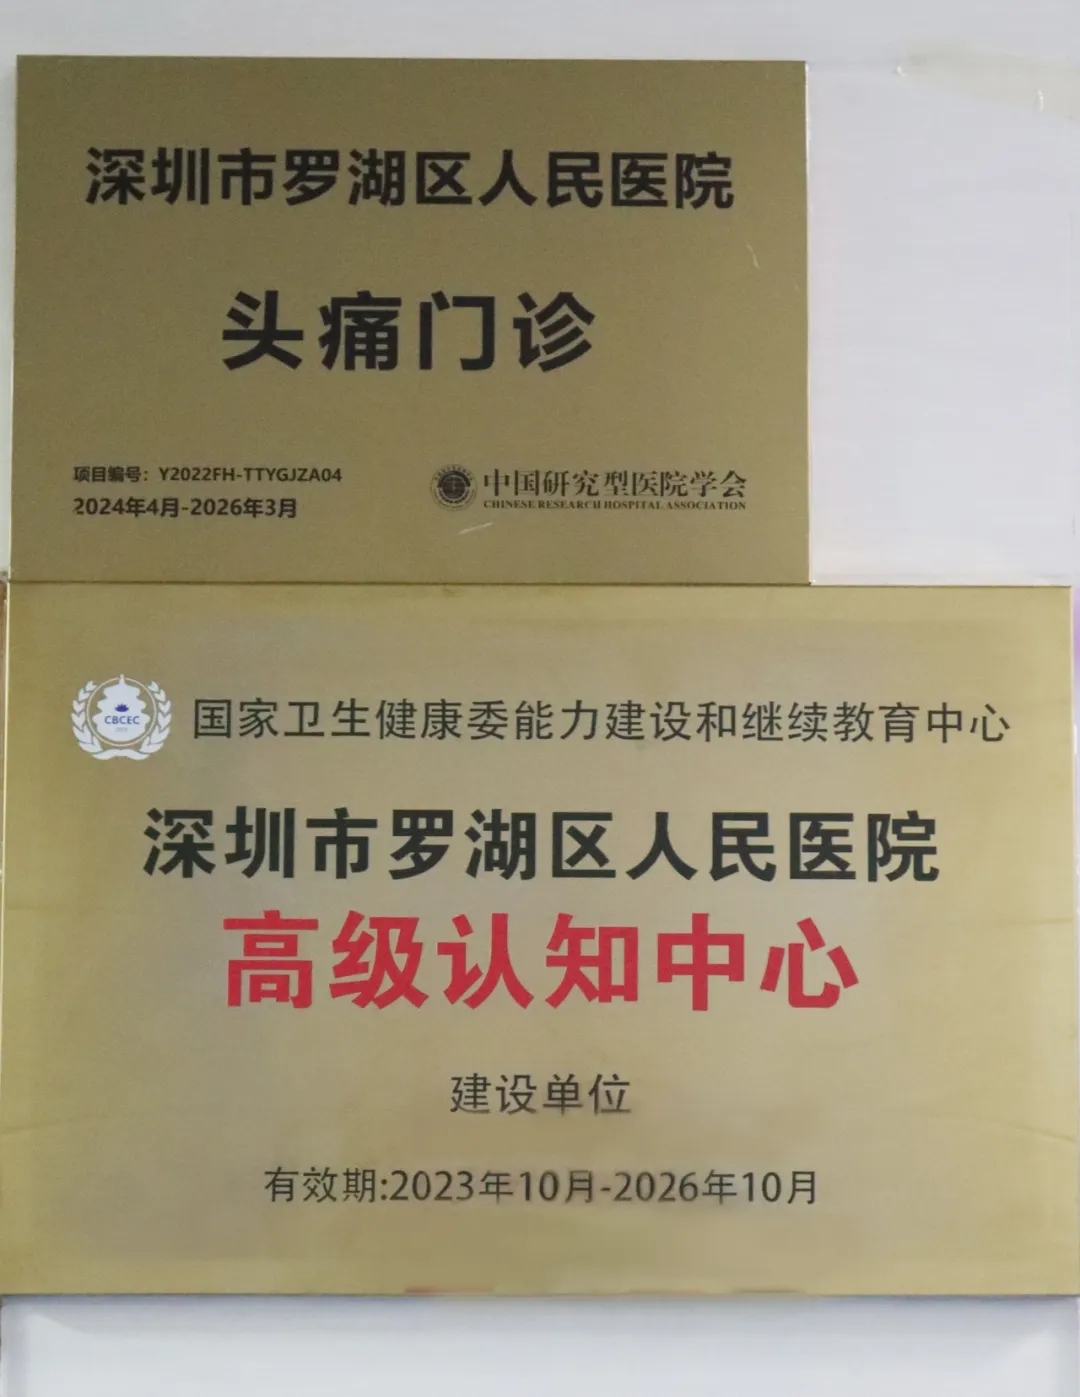 深圳市罗湖区人民医院
头痛门诊
项目编号：Y2022FH-TTYGJZA04
2024年4月-2026年3月
中国研究型医院学会
CHINESE RESEARCH HOSPITAL ASSOCIATION
CBCEC
国家卫生健康委能力建设和继续教育中心
深圳市罗湖区人民医院
高级认知中心
建设单位
有效期:2023年10月-2026年10月